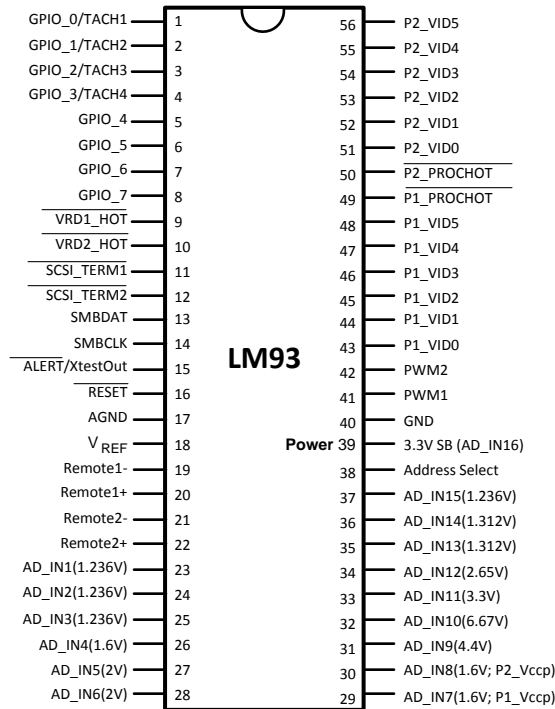 GPIO_0/TACH1 1 56 P2_VID5
GPIO_1/TACH2 2 55 P2_VID4
GPIO_2/TACH3 3 54 P2_VID3
GPIO_3/TACH4 4 53 P2_VID2
GPIO_4 5 52 P2_VID1
GPIO_5 6 51 P2_VID0
GPIO_6 7 50 P2_PROCHOT
GPIO_7 8 49 P1_PROCHOT
VRD1_HOT 9 48 P1_VID5
VRD2_HOT 10 47 P1_VID4
SCSI_TERM1 11 46 P1_VID3
SCSI_TERM2 12 45 P1_VID2
SMBDAT 13 44 P1_VID1
SMBCLK 14 43 P1_VID0
LM93
ALERT/XtestOut 15 42 PWM2
RESET 16 41 PWM1
AGND 17 40 GND
VREF 18 Power 39 3.3V SB (AD_IN16)
Remote1- 19 38 Address Select
Remote1+ 20 37 AD_IN15(1.236V)
Remote2- 21 36 AD_IN14(1.312V)
Remote2+ 22 35 AD_IN13(1.312V)
AD_IN1(1.236V) 23 34 AD_IN12(2.65V)
AD_IN2(1.236V) 24 33 AD_IN11(3.3V)
AD_IN3(1.236V) 25 32 AD_IN10(6.67V)
AD_IN4(1.6V) 26 31 AD_IN9(4.4V)
AD_IN5(2V) 27 30 AD_IN8(1.6V; P2_Vccp)
AD_IN6(2V) 28 29 AD_IN7(1.6V; P1_Vccp)